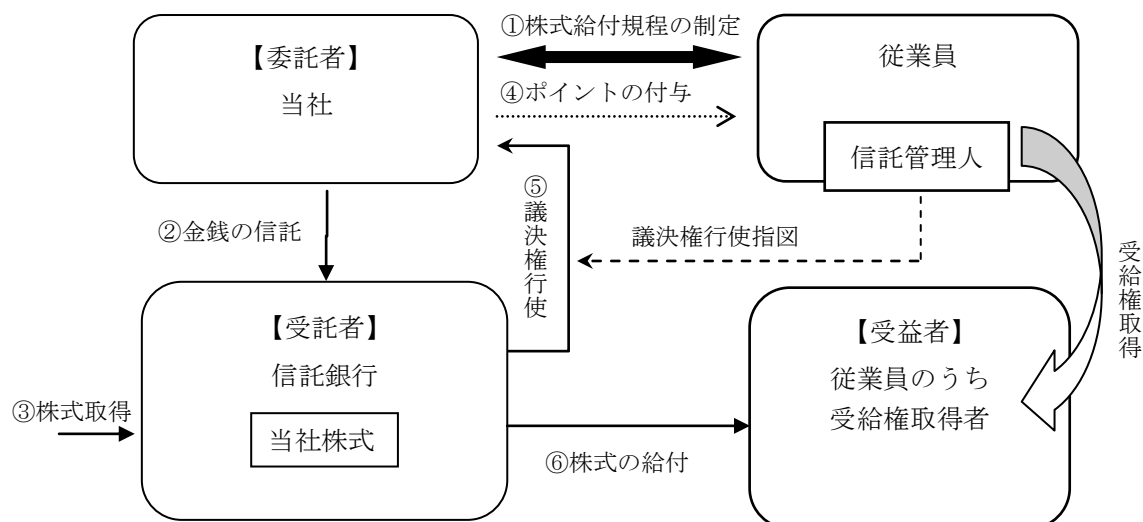 ①株式給付規程の制定
【委託者】
当社
従業員
④ポイントの付与
信託管理人
②金銭の信託
⑤議決権行使
議決権行使指図
受給権取得
【受託者】
信託銀行
当社株式
③株式取得
【受益者】
従業員のうち
受給権取得者
⑥株式の給付